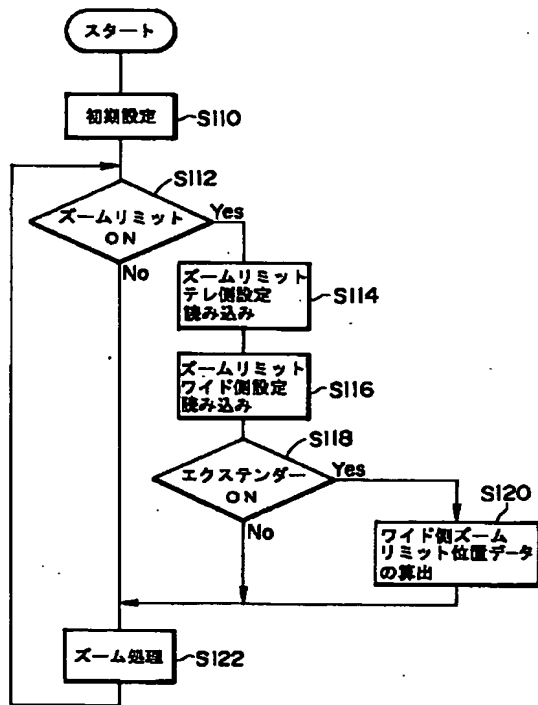 スタート
初期設定
S110
S112
ズームリミット
ON
Yes
No
ズームリミット
テレ側設定
読み込み
S114
ズームリミット
ワイド側設定
読み込み
S116
S118
エクステンダー
ON
Yes
No
S120
ワイド側ズーム
リミット位置データ
の算出
ズーム処理
S122